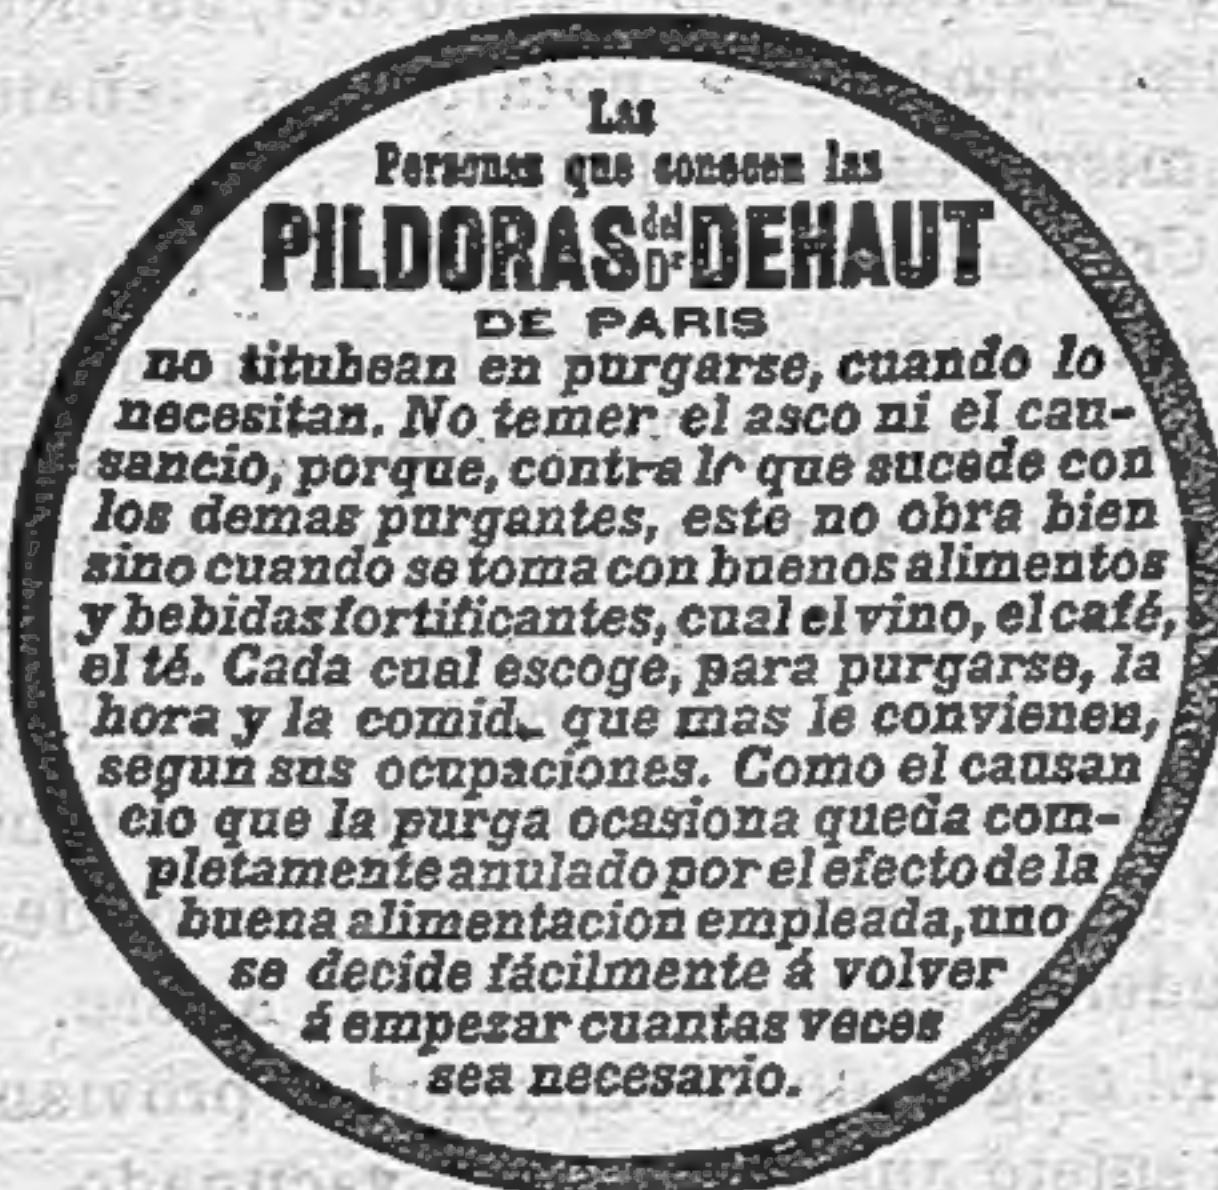 Las
Personas que conocen las
PILDORAS del Dr DEHAUT
DE PARIS
no titubean en purgarse, cuando lo
necesitan. No temer el asco ni el cau-
sancio, porque, contra lo que sucede con
los demas purgantes, este no obra bien
sino cuando se toma con buenos alimentos
y bebidas fortificantes, cual el vino, el café,
el té. Cada cual escoge, para purgarse, la
hora y la comida que mas le convienen,
segun sus ocupaciones. Como el causan
cio que la purga ocasiona queda com-
pletamente anulado por el efecto de la
buena alimentacion empleada, uno
se decide fácilmente á volver
á empezar cuantas veces
sea necesario.